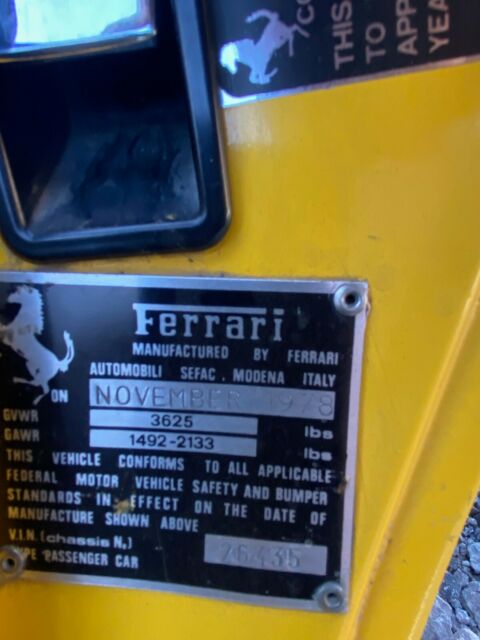 CO
THIS
TO
APP
YEA
Ferrari
MANUFACTURED BY FERRARI
AUTOMOBILI SEFAC. MODENA ITALY
ON NOVEMBER 1978
GVWR 3625 lbs
GAWR 1492-2133 lbs
THIS VEHICLE CONFORMS TO ALL APPLICABLE
FEDERAL MOTOR VEHICLE SAFETY AND BUMPER
STANDARDS IN EFFECT ON THE DATE OF
MANUFACTURE SHOWN ABOVE
V.I.N (chassis N.) 26435
TYPE PASSENGER CAR